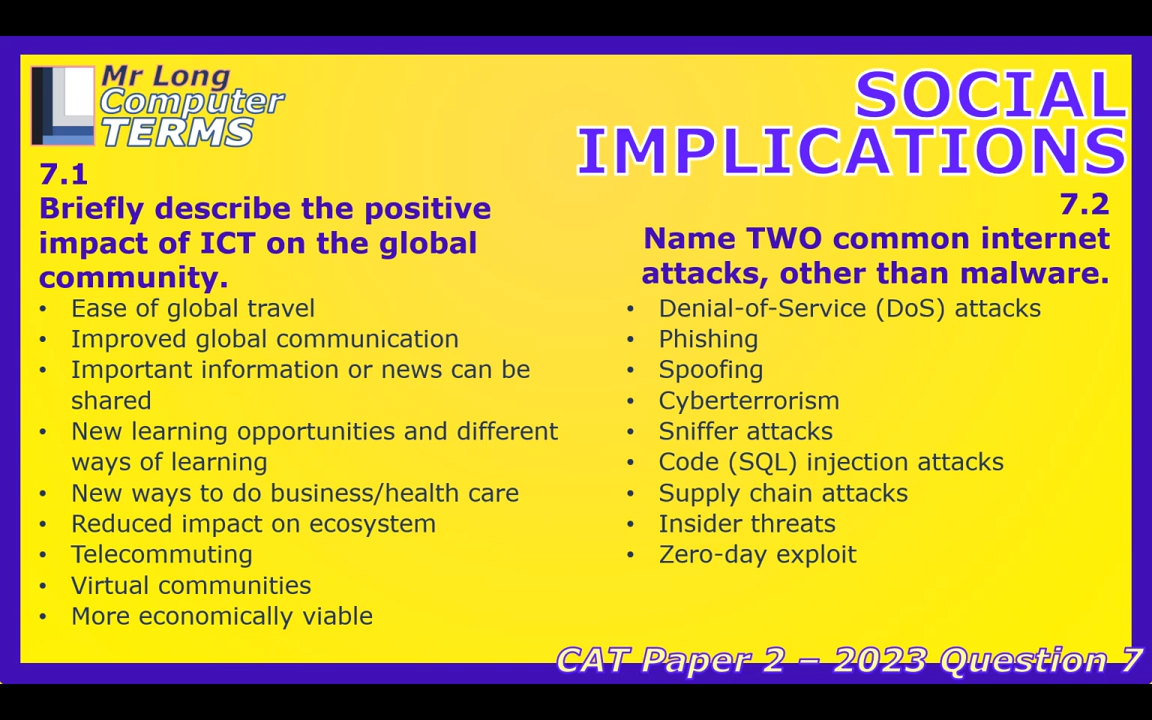 Mr Long
Computer
TERMS
SOCIAL
IMPLICATIONS
7.1
Briefly describe the positive
impact of ICT on the global
community.
• Ease of global travel
• Improved global communication
• Important information or news can be
shared
• New learning opportunities and different
ways of learning
• New ways to do business/health care
• Reduced impact on ecosystem
• Telecommuting
• Virtual communities
• More economically viable
7.2
Name TWO common internet
attacks, other than malware.
• Denial-of-Service (DoS) attacks
• Phishing
• Spoofing
• Cyberterrorism
• Sniffer attacks
• Code (SQL) injection attacks
• Supply chain attacks
• Insider threats
• Zero-day exploit
CAT Paper 2 – 2023 Question 7